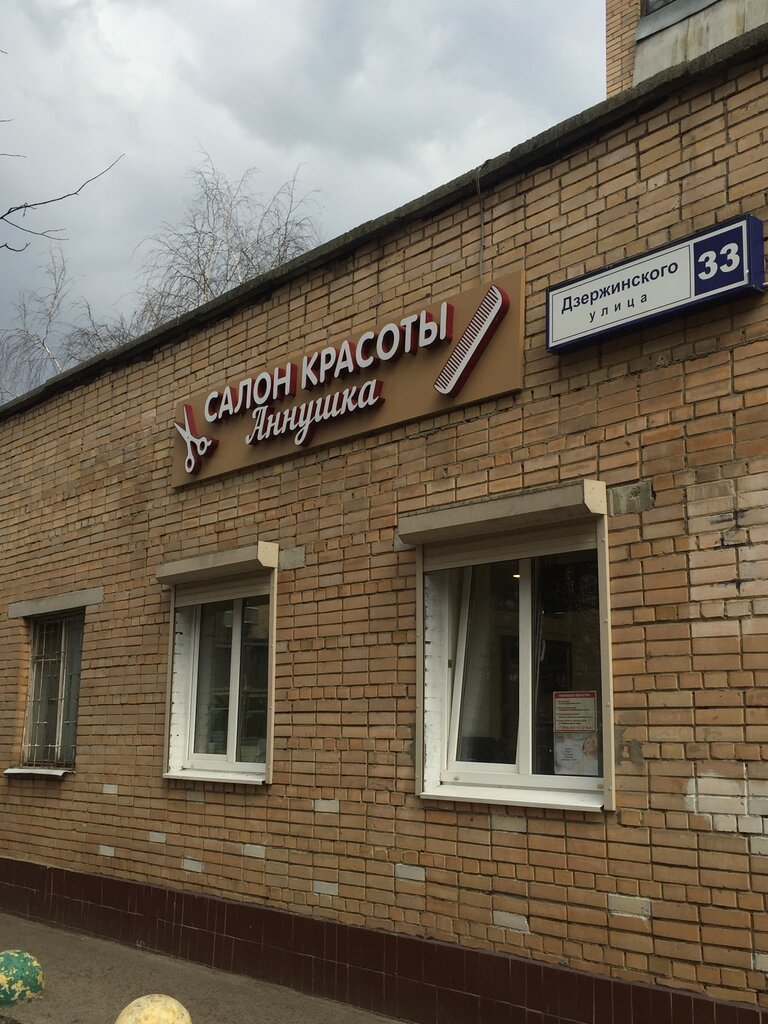 САЛОН КРАСОТЫ
Аннушка
Дзержинского
улица
33